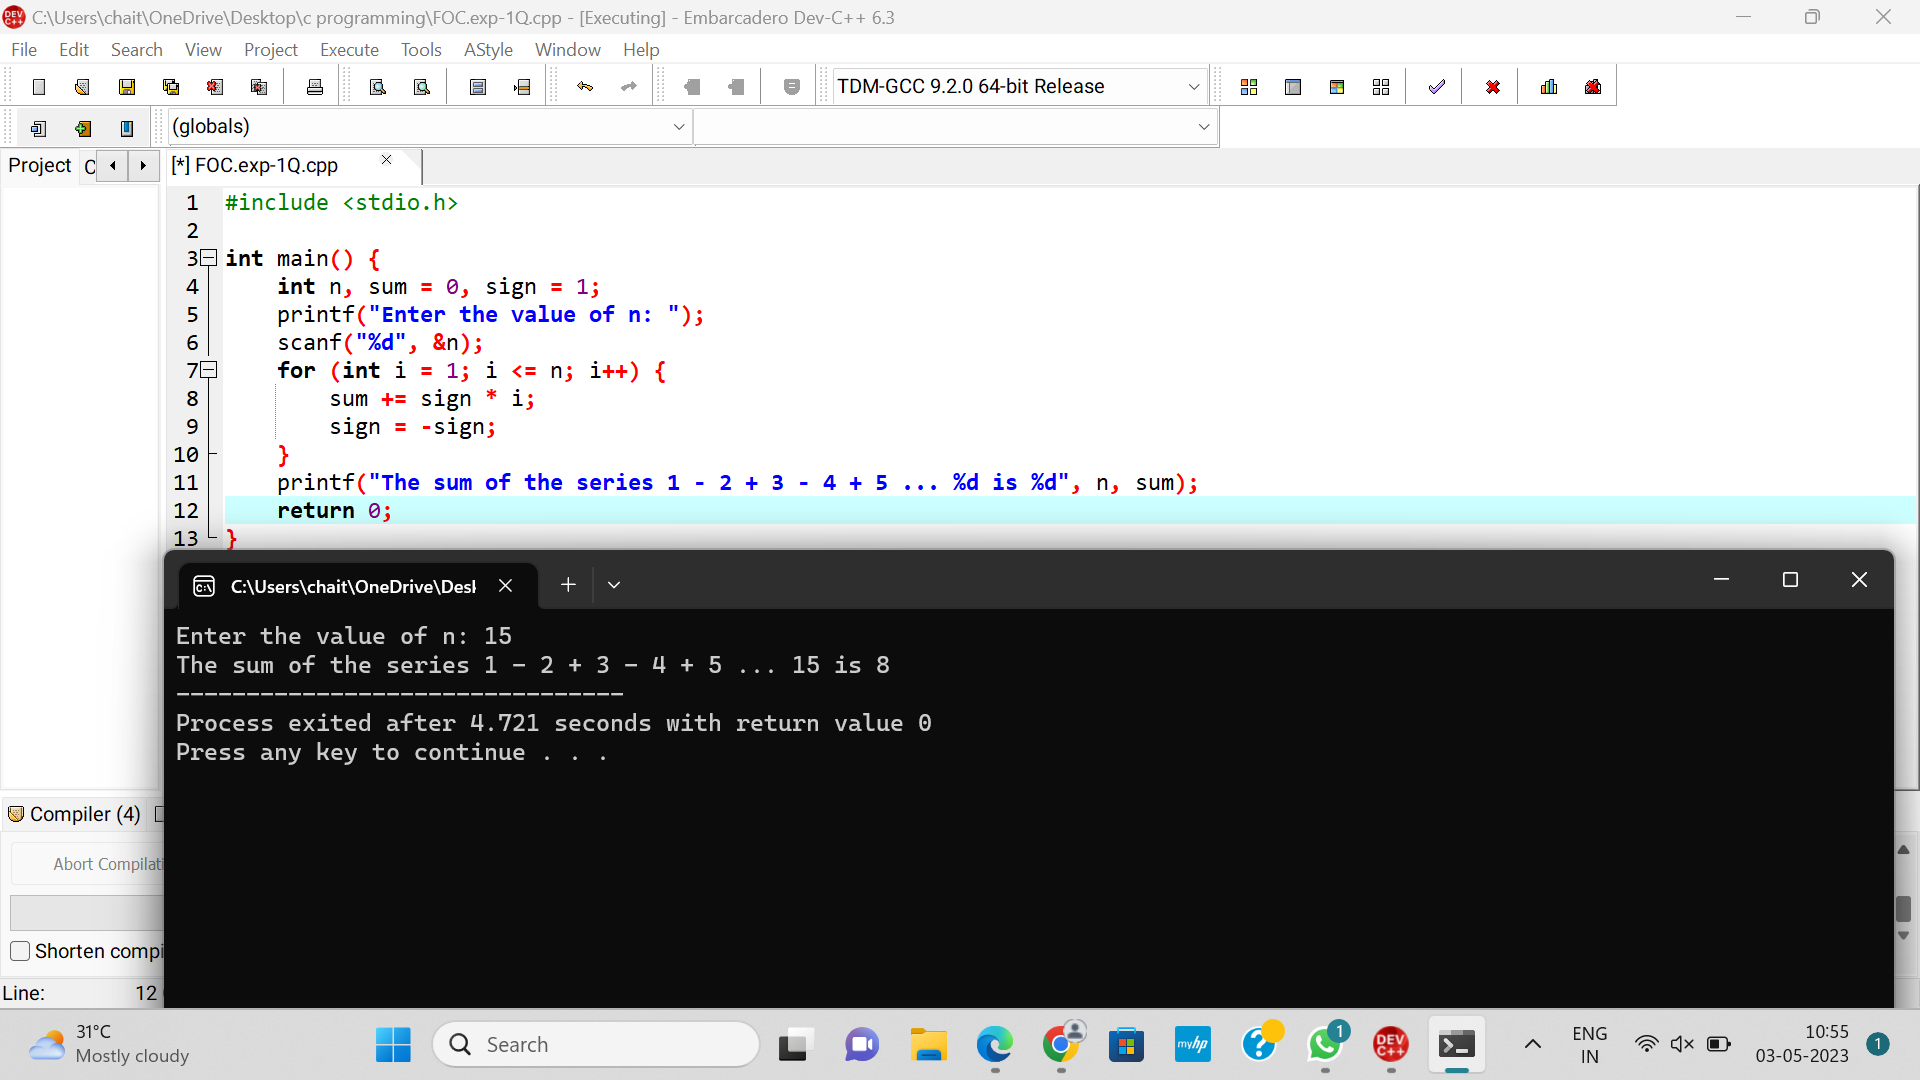 C:\Users\chait\OneDrive\Desktop\c programming\FOC.exp-1Q.cpp - [Executing] - Embarcadero Dev-C++ 6.3
File Edit Search View Project Execute Tools AStyle Window Help
TDM-GCC 9.2.0 64-bit Release
(globals)
Project C [*] FOC.exp-1Q.cpp
1 #include <stdio.h>
2
3 int main() {
4     int n, sum = 0, sign = 1;
5     printf("Enter the value of n: ");
6     scanf("%d", &n);
7     for (int i = 1; i <= n; i++) {
8         sum += sign * i;
9         sign = -sign;
10     }
11     printf("The sum of the series 1 - 2 + 3 - 4 + 5 ... %d is %d", n, sum);
12     return 0;
13 }
C:\Users\chait\OneDrive\Desk
Enter the value of n: 15
The sum of the series 1 - 2 + 3 - 4 + 5 ... 15 is 8
--------------------------------
Process exited after 4.721 seconds with return value 0
Press any key to continue . . .
Compiler (4)
Abort Compilati
Shorten compi
Line: 12
31°C
Mostly cloudy
Search
myhp
1
DEV C++
ENG
IN
10:55
03-05-2023
1